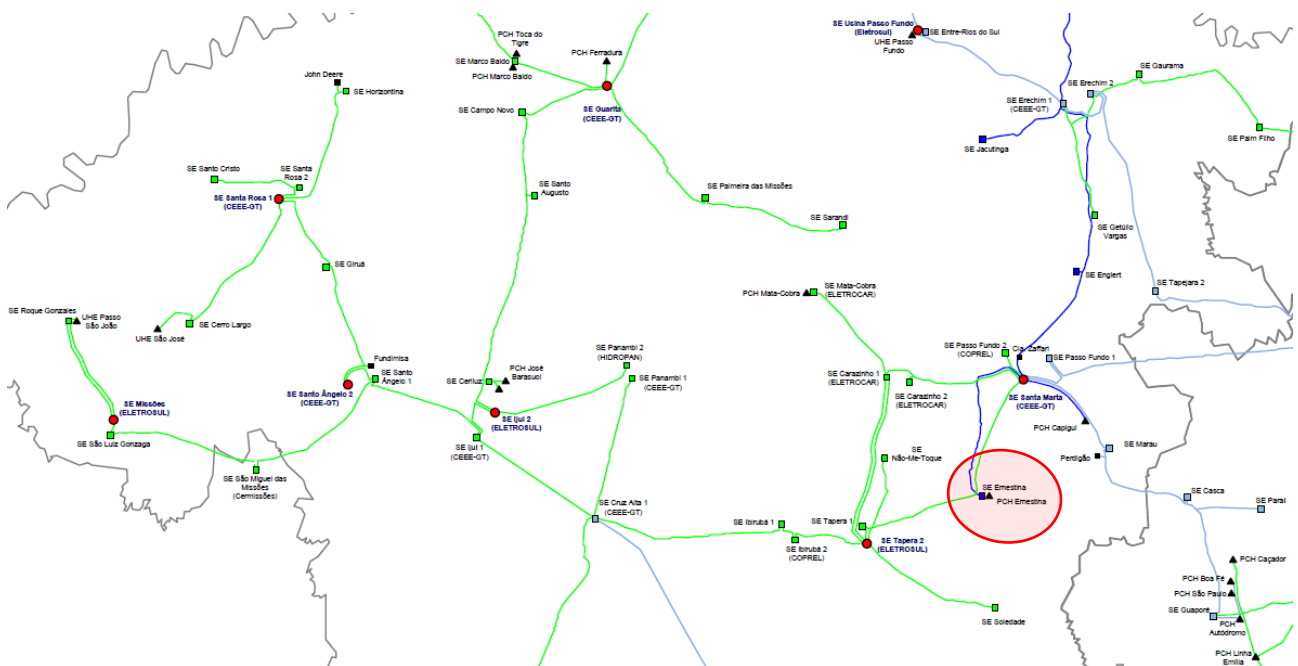 PCH Toca do
Tigre
SE Marco Baldo
PCH Marco Baldo
PCH Ferradura
SE Usina Passo Fundo
(Eletrosul)
UHE Passo
Fundo
SE Entre-Rios do Sul
John Deere
SE Horizontina
SE Campo Novo
SE Guarita
(CEEE-GT)
SE Erechim 2
SE Erechim 1
(CEEE-GT)
SE Gaurama
SE Paim Filho
SE Jacutinga
SE Santo Cristo
SE Santa
Rosa 2
SE Santa Rosa 1
(CEEE-GT)
SE Santo
Augusto
SE Palmeira das Missões
SE Sarandi
SE Getúlio
Vargas
SE Giruá
SE Englert
SE Tapejara 2
PCH Mata-Cobra
SE Mata-Cobra
(ELETROCAR)
SE Roque Gonzales
UHE Passo
São João
UHE São José
SE Cerro Largo
Fundimisa
SE Santo
Ângelo 1
SE Santo Ângelo 2
(CEEE-GT)
SE Panambi 2
(HIDROPAN)
SE Panambi 1
(CEEE-GT)
PCH José
Barasuol
SE Ceriluz
SE Passo Fundo 2
(COPREL)
Cia. Zaffari
SE Passo Fundo 1
SE Carazinho 1
(ELETROCAR)
SE Carazinho 2
(ELETROCAR)
SE Santa Marta
(CEEE-GT)
SE Missões
(ELETROSUL)
SE São Luiz Gonzaga
SE Ijuí 2
(ELETROSUL)
SE Ijuí 1
(CEEE-GT)
PCH Capigui
SE Marau
Perdigão
SE São Miguel das
Missões
(Cermissões)
SE
Não-Me-Toque
SE Ernestina
PCH Ernestina
SE Cruz Alta 1
(CEEE-GT)
SE Casca
SE Paraí
SE Ibirubá 1
SE Ibirubá 2
(COPREL)
SE Tapera 1
SE Tapera 2
(ELETROSUL)
PCH Caçador
PCH Boa Fé
PCH São Paulo
SE Guaporé
PCH
Autódromo
SE Soledade
PCH Linha
Emília